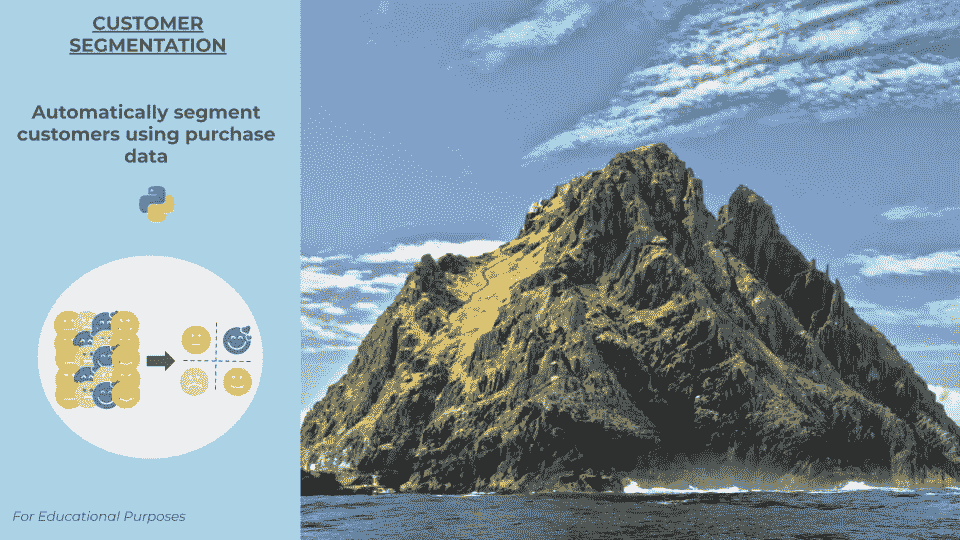 CUSTOMER
SEGMENTATION
Automatically segment
customers using purchase
data
For Educational Purposes